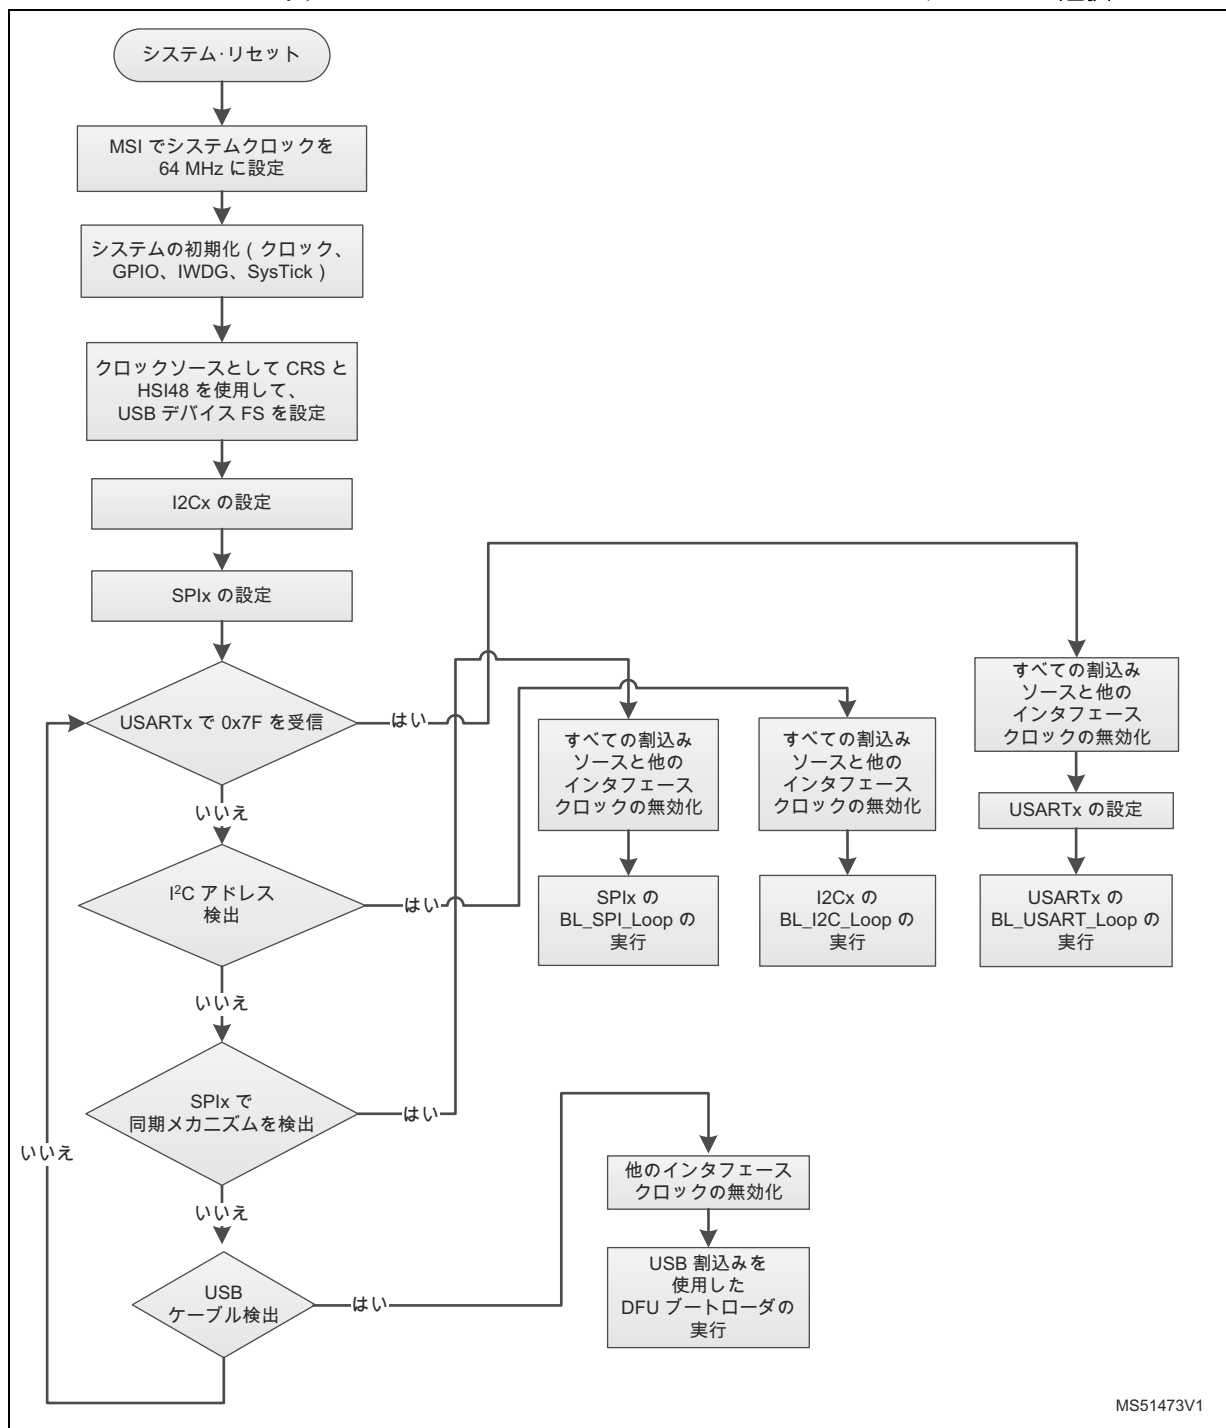 システム・リセット
MSI でシステムクロックを
64 MHz に設定
システムの初期化 ( クロック、
GPIO、IWDG、SysTick )
クロックソースとして CRS と
HSI48 を使用して、
USB デバイス FS を設定
I2Cx の設定
SPIx の設定
USARTx で 0x7F を受信
はい
いいえ
I²C アドレス
検出
はい
いいえ
SPIx で
同期メカニズムを検出
はい
いいえ
いいえ
USB
ケーブル検出
はい
すべての割込み
ソースと他の
インタフェース
クロックの無効化
SPIx の
BL_SPI_Loop の
実行
すべての割込み
ソースと他の
インタフェース
クロックの無効化
I2Cx の
BL_I2C_Loop の
実行
すべての割込み
ソースと他の
インタフェース
クロックの無効化
USARTx の設定
USARTx の
BL_USART_Loop の
実行
他のインタフェース
クロックの無効化
USB 割込みを
使用した
DFU ブートローダの
実行
MS51473V1